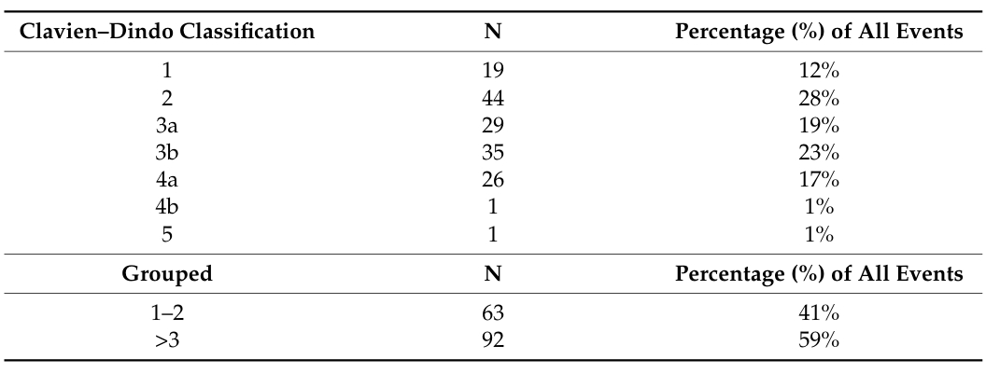 Clavien–Dindo Classification N Percentage (%) of All Events
1 19 12%
2 44 28%
3a 29 19%
3b 35 23%
4a 26 17%
4b 1 1%
5 1 1%
Grouped N Percentage (%) of All Events
1–2 63 41%
>3 92 59%